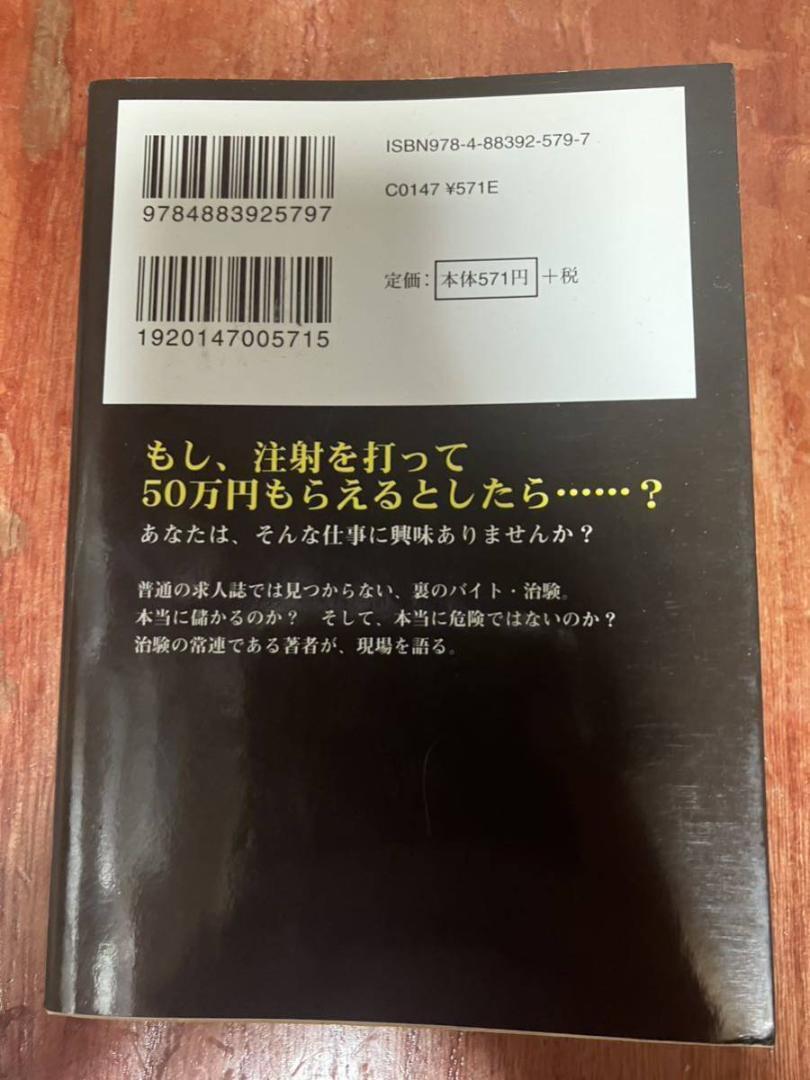 ISBN978-4-88392-579-7
9784883925797
C0147 ¥571E
1920147005715
定価：本体571円＋税
もし、注射を打って
50万円もらえるとしたら……？
あなたは、そんな仕事に興味ありませんか？
普通の求人誌では見つからない、裏のバイト・治験。
本当に儲かるのか？　そして、本当に危険ではないのか？
治験の常連である著者が、現場を語る。